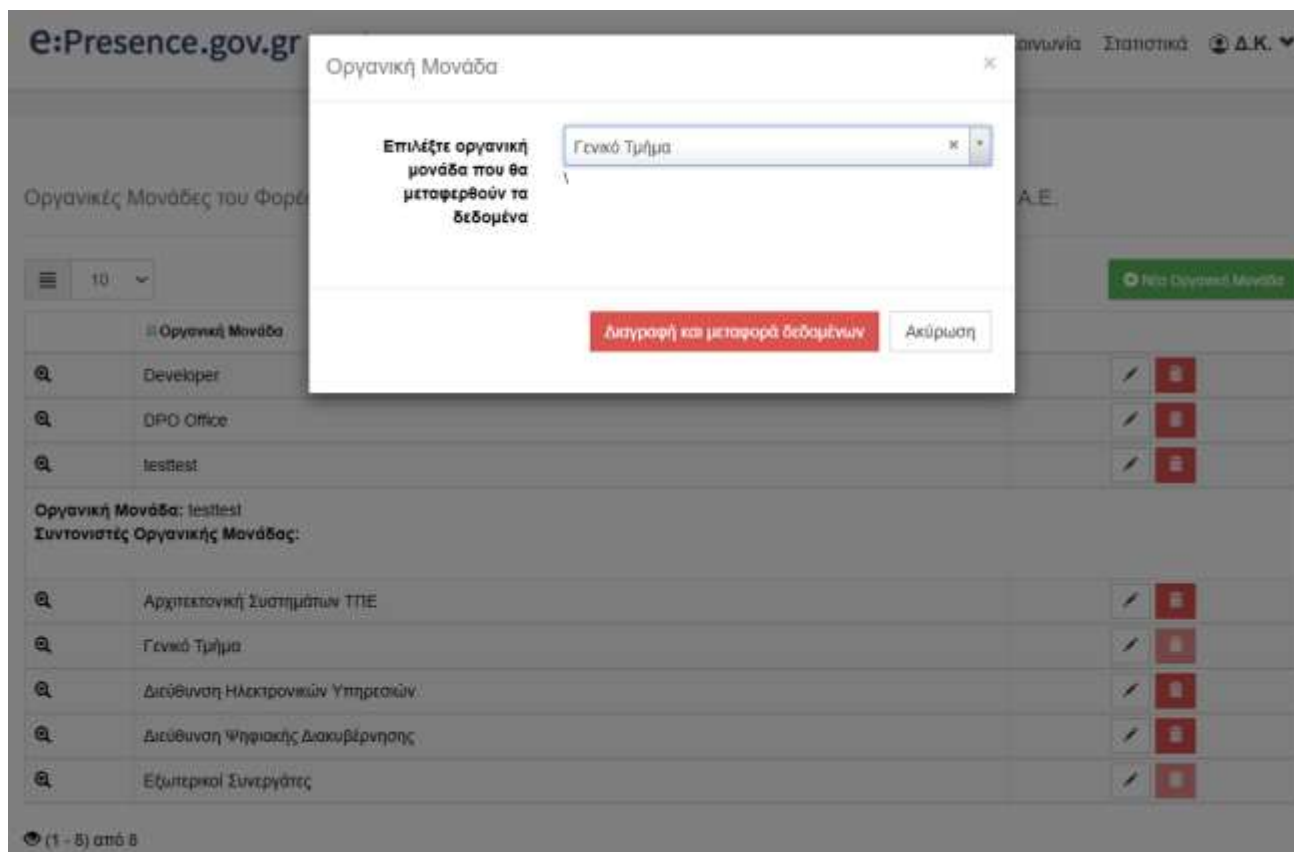 e:Presence.gov.gr
οινωνία Στατιστικά Δ.Κ.
Οργανική Μονάδα ×
Επιλέξτε οργανική
μονάδα που θα
μεταφερθούν τα
δεδομένα
Γενικό Τμήμα ×
\
Οργανικές Μονάδες του Φορέ
Α.Ε.
10
Νέα Οργανική Μονάδα
Διαγραφή και μεταφορά δεδομένων Ακύρωση
Οργανική Μονάδα
Developer
DPO Office
testtest
Οργανική Μονάδα: testtest
Συντονιστές Οργανικής Μονάδας:
Αρχιτεκτονική Συστημάτων ΤΠΕ
Γενικό Τμήμα
Διεύθυνση Ηλεκτρονικών Υπηρεσιών
Διεύθυνση Ψηφιακής Διακυβέρνησης
Εξωτερικοί Συνεργάτες
(1 - 8) από 8